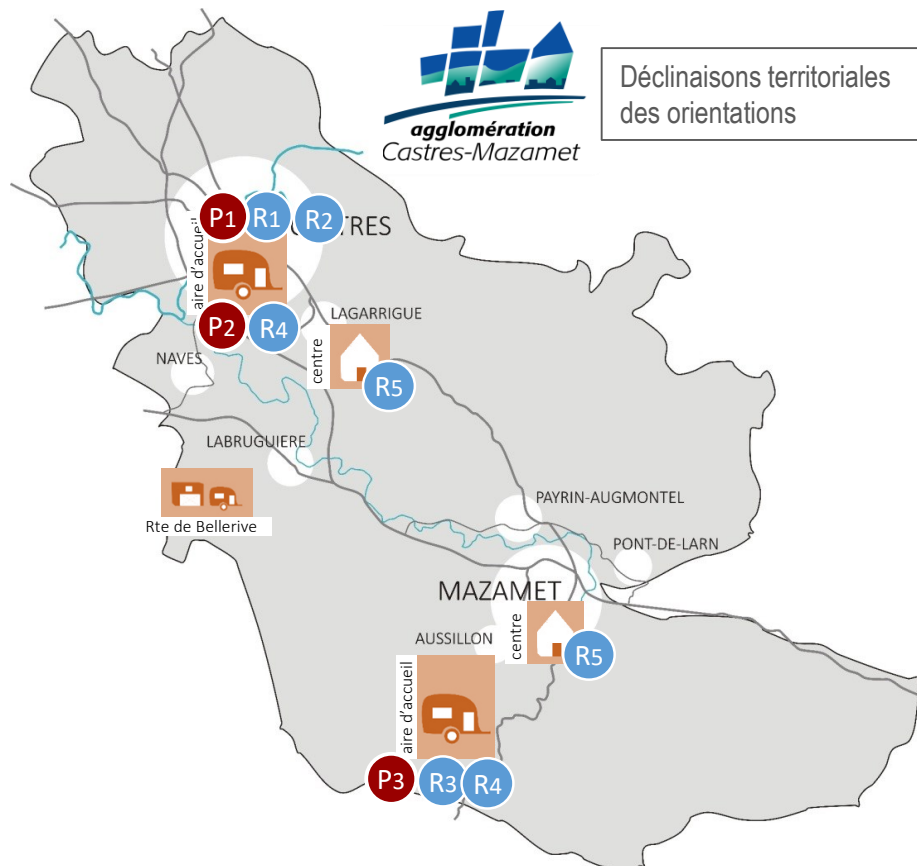 agglomération
Castres-Mazamet
Déclinaisons territoriales
des orientations
P1
R1
R2
TRES
aire d'accueil
P2
R4
LAGARRIGUE
centre
R5
NAVES
LABRUGUIERE
Rte de Bellerive
PAYRIN-AUGMONTEL
PONT-DE-LARN
MAZAMET
AUSSILLON
centre
R5
aire d'accueil
P3
R3
R4